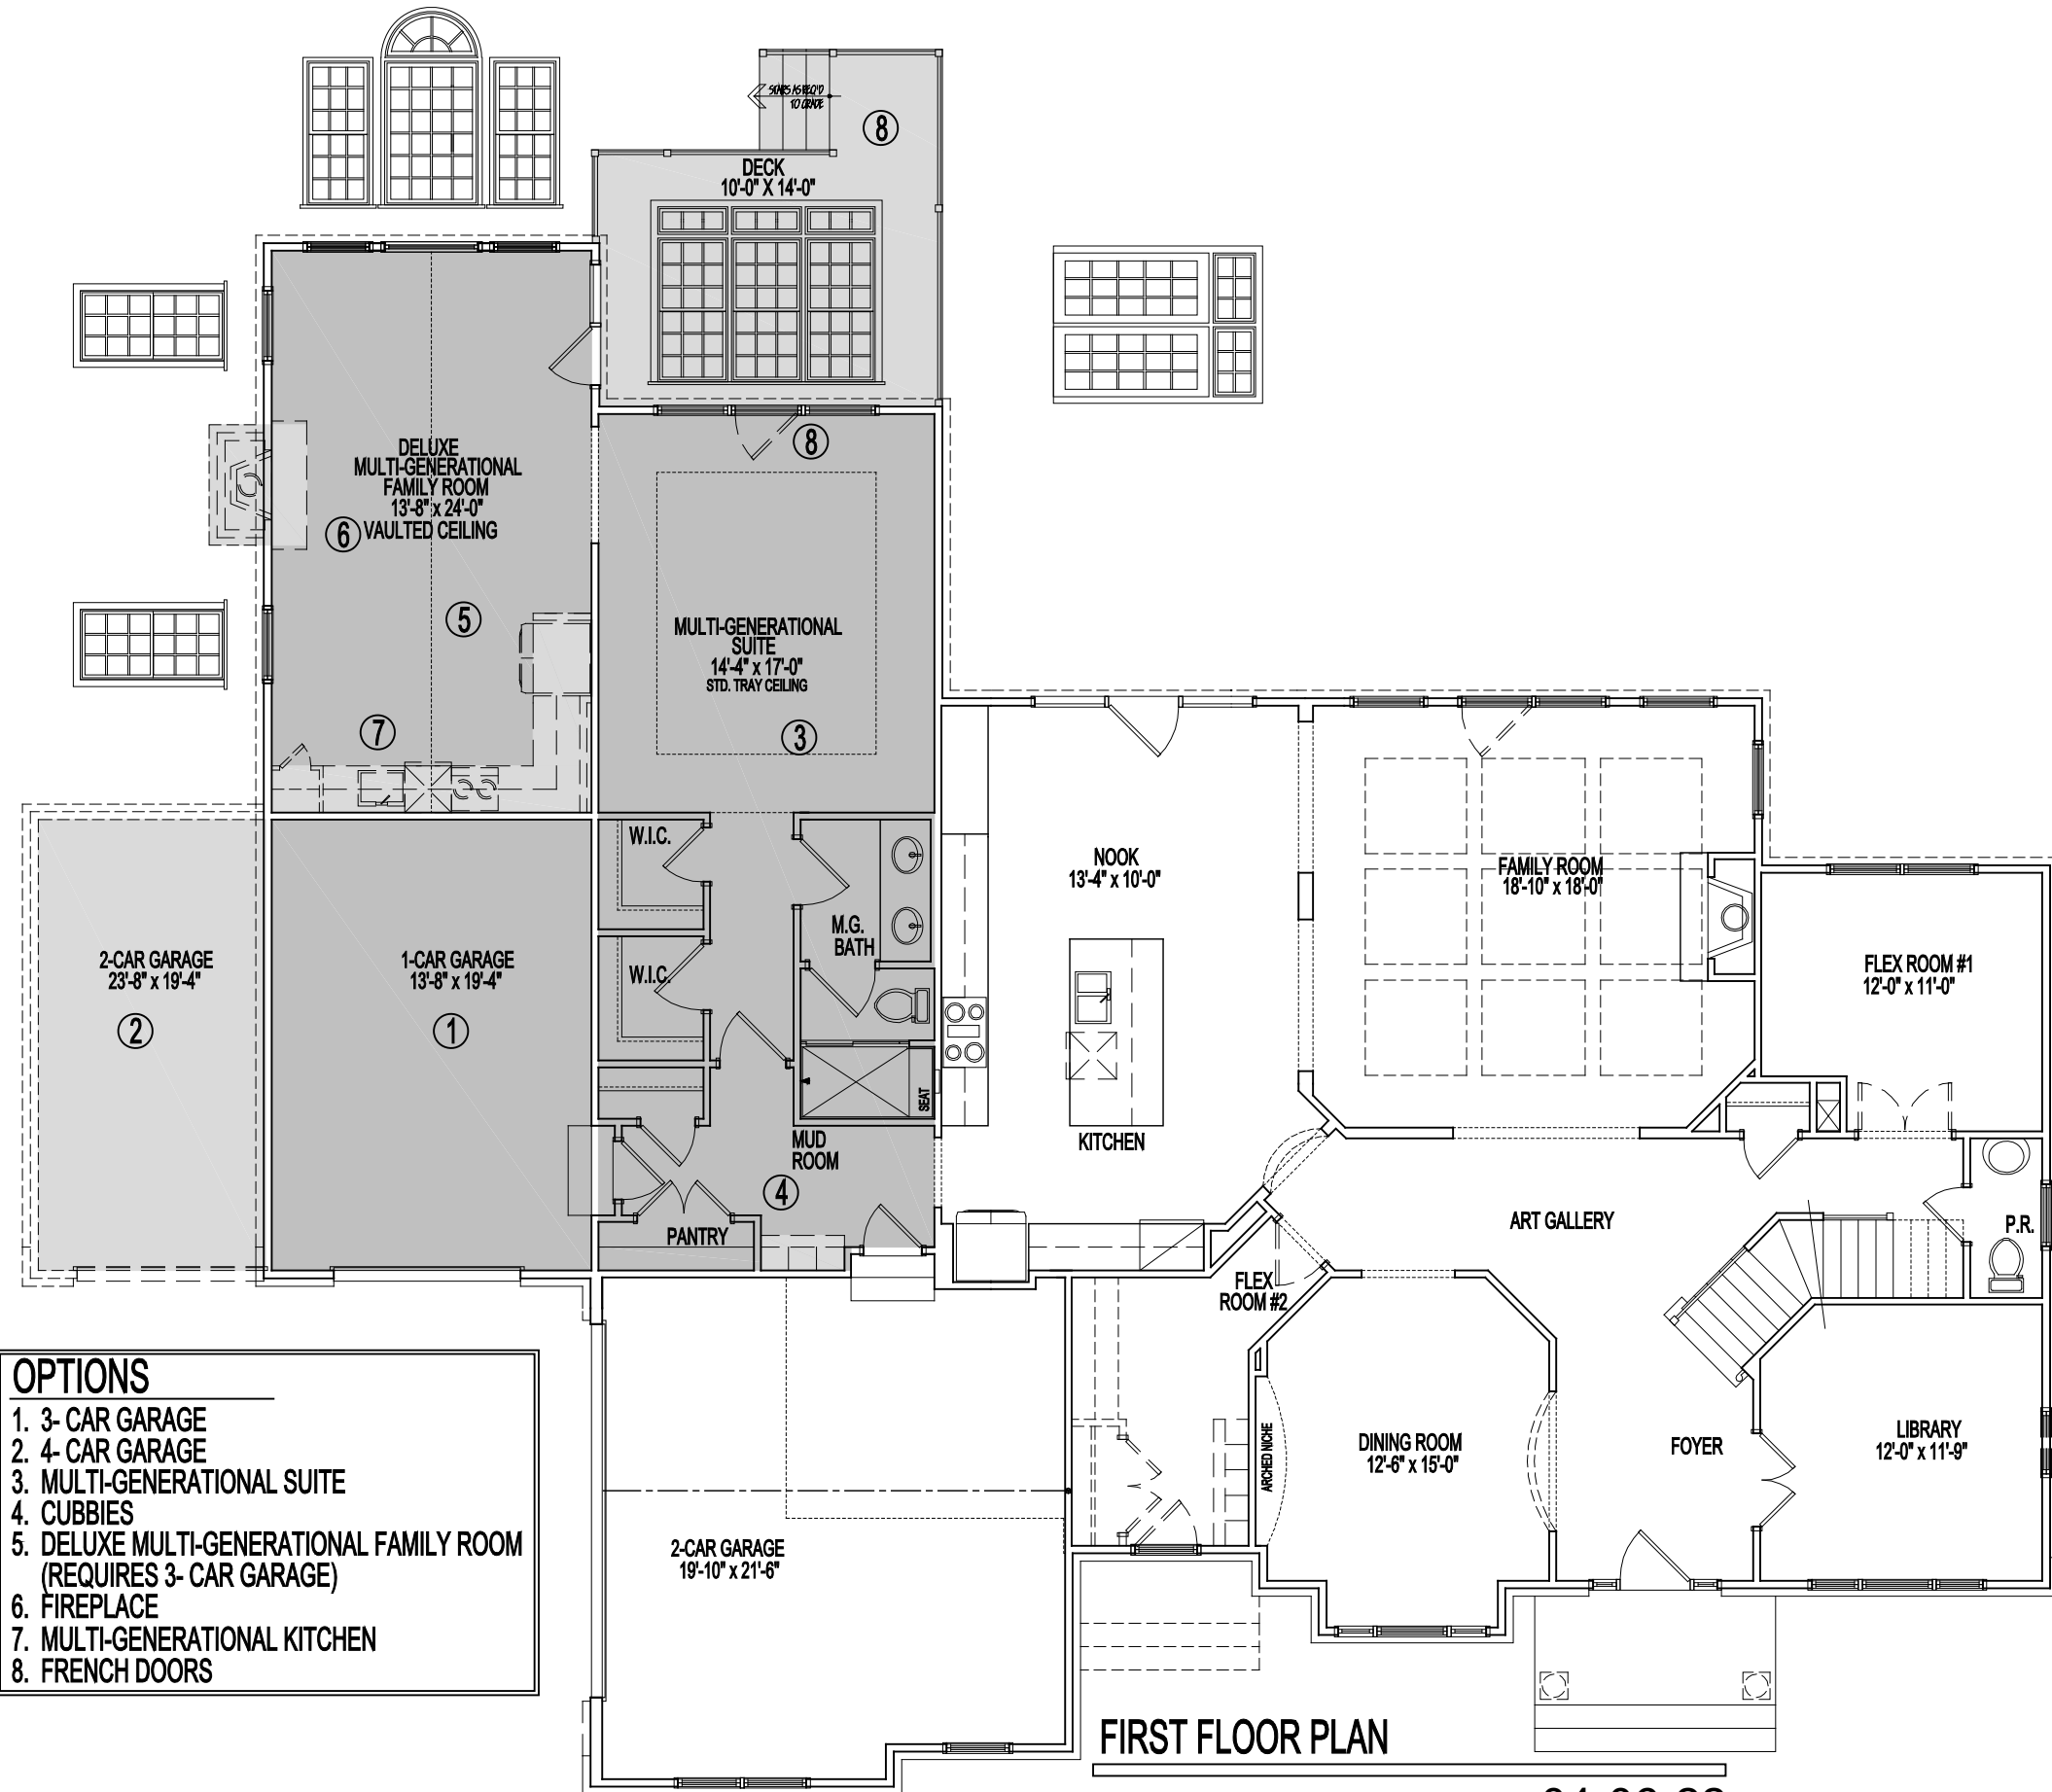 STAIRS AS REQ'D
TO GRADE
8
DECK
10'-0" X 14'-0"
8
DELUXE
MULTI-GENERATIONAL
FAMILY ROOM
13'-8" x 24'-0"
VAULTED CEILING
6
5
7
MULTI-GENERATIONAL
SUITE
14'-4" x 17'-0"
STD. TRAY CEILING
3
W.I.C.
W.I.C.
M.G.
BATH
SEAT
NOOK
13'-4" x 10'-0"
FAMILY ROOM
18'-10" x 18'-0"
FLEX ROOM #1
12'-0" x 11'-0"
2-CAR GARAGE
23'-8" x 19'-4"
2
1-CAR GARAGE
13'-8" x 19'-4"
1
MUD
ROOM
4
PANTRY
KITCHEN
ART GALLERY
P.R.
FLEX
ROOM #2
ARCHED NICHE
DINING ROOM
12'-6" x 15'-0"
FOYER
LIBRARY
12'-0" x 11'-9"
2-CAR GARAGE
19'-10" x 21'-6"
OPTIONS
1. 3- CAR GARAGE
2. 4- CAR GARAGE
3. MULTI-GENERATIONAL SUITE
4. CUBBIES
5. DELUXE MULTI-GENERATIONAL FAMILY ROOM
(REQUIRES 3- CAR GARAGE)
6. FIREPLACE
7. MULTI-GENERATIONAL KITCHEN
8. FRENCH DOORS
FIRST FLOOR PLAN